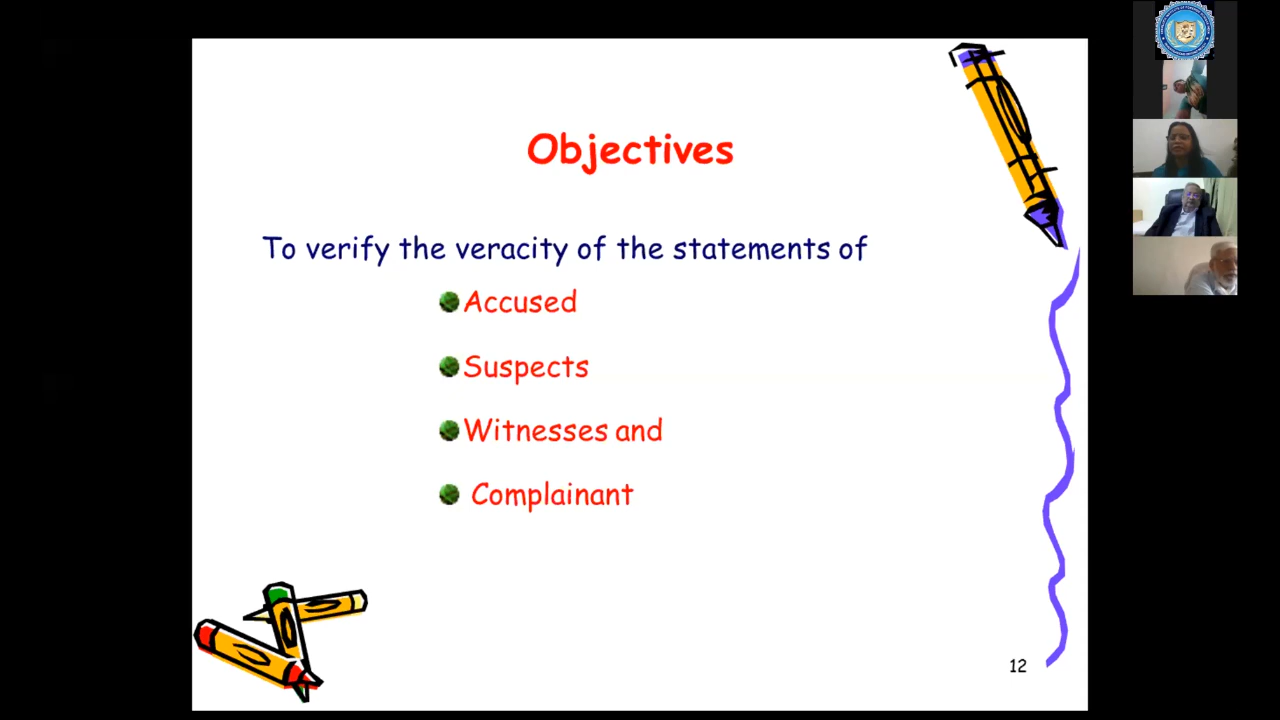 Objectives
To verify the veracity of the statements of
Accused
Suspects
Witnesses and
Complainant
12